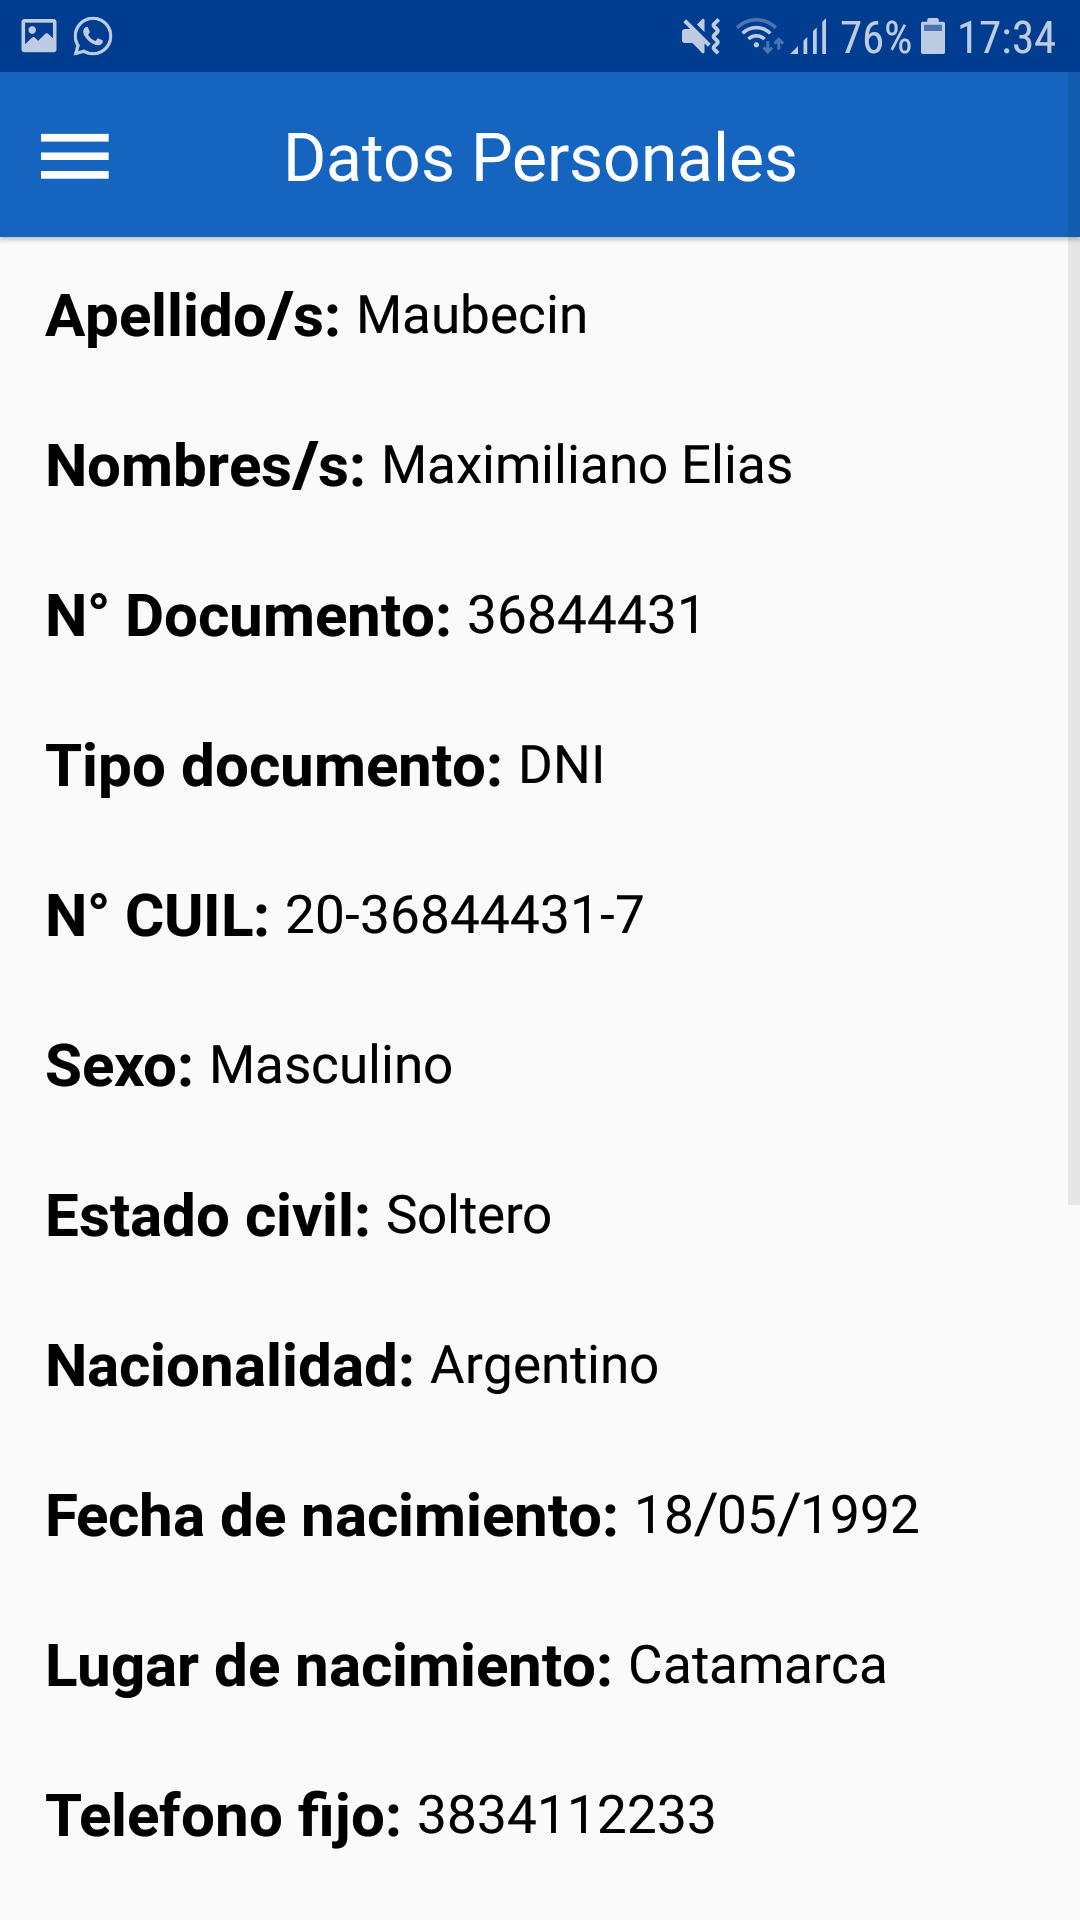 76% 17:34
Datos Personales
Apellido/s: Maubecin
Nombres/s: Maximiliano Elias
N° Documento: 36844431
Tipo documento: DNI
N° CUIL: 20-36844431-7
Sexo: Masculino
Estado civil: Soltero
Nacionalidad: Argentino
Fecha de nacimiento: 18/05/1992
Lugar de nacimiento: Catamarca
Telefono fijo: 3834112233